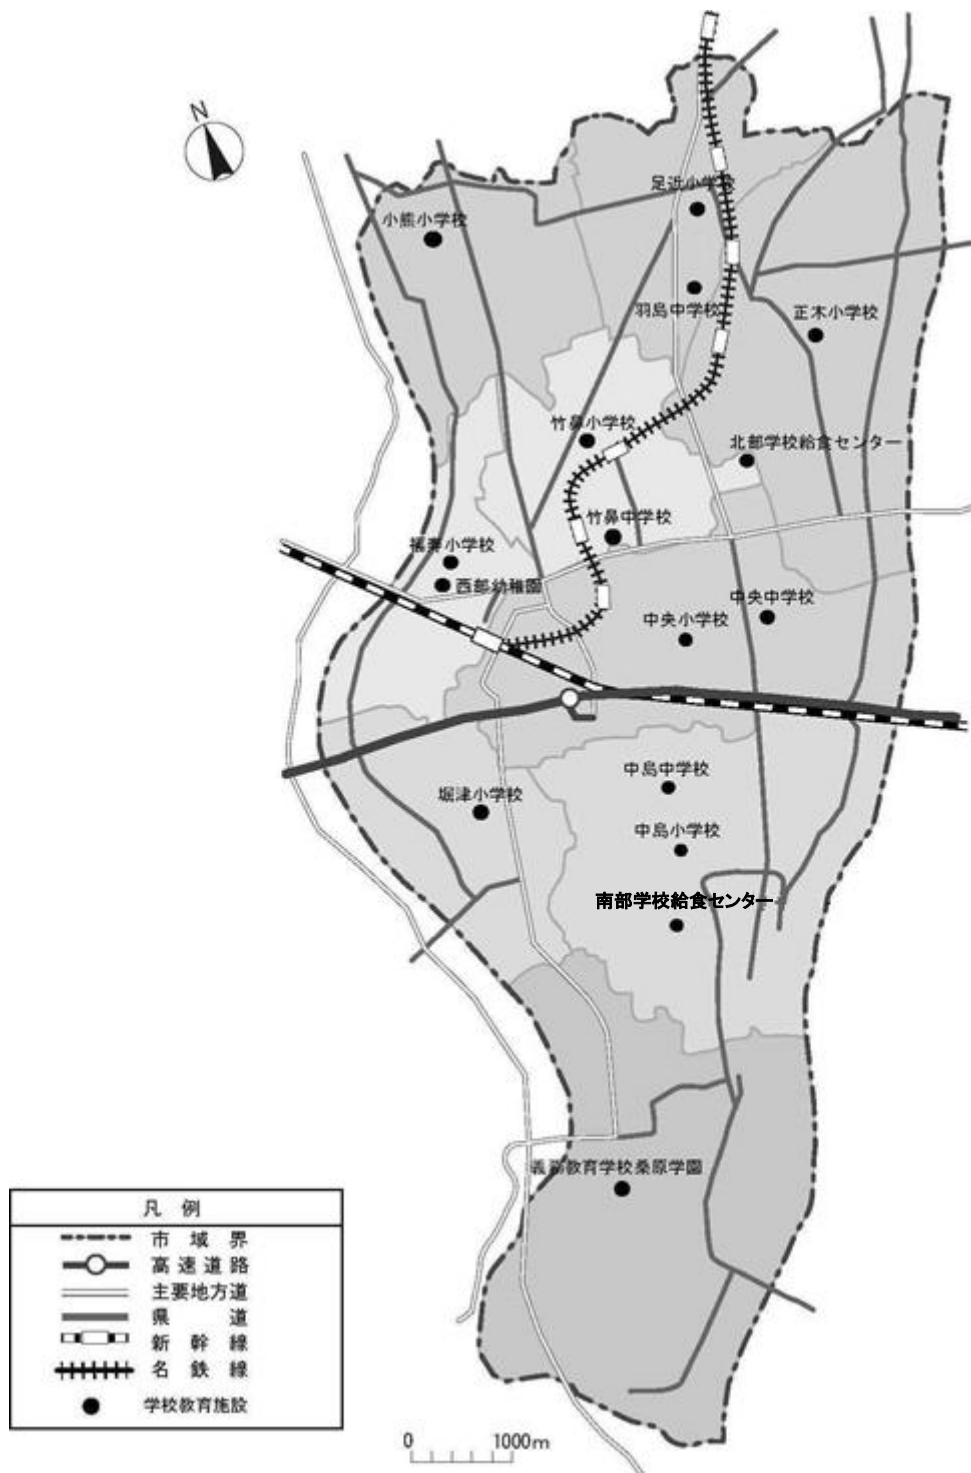 N
足近小学校
小熊小学校
羽島中学校
正木小学校
竹鼻小学校
北部学校給食センター
竹鼻中学校
福寿小学校
西部幼稚園
中央中学校
中央小学校
中島中学校
堀津小学校
中島小学校
南部学校給食センター
義務教育学校桑原学園
凡 例
市 域 界
高速道路
主要地方道
県 道
新 幹 線
名 鉄 線
学校教育施設
0 1000m